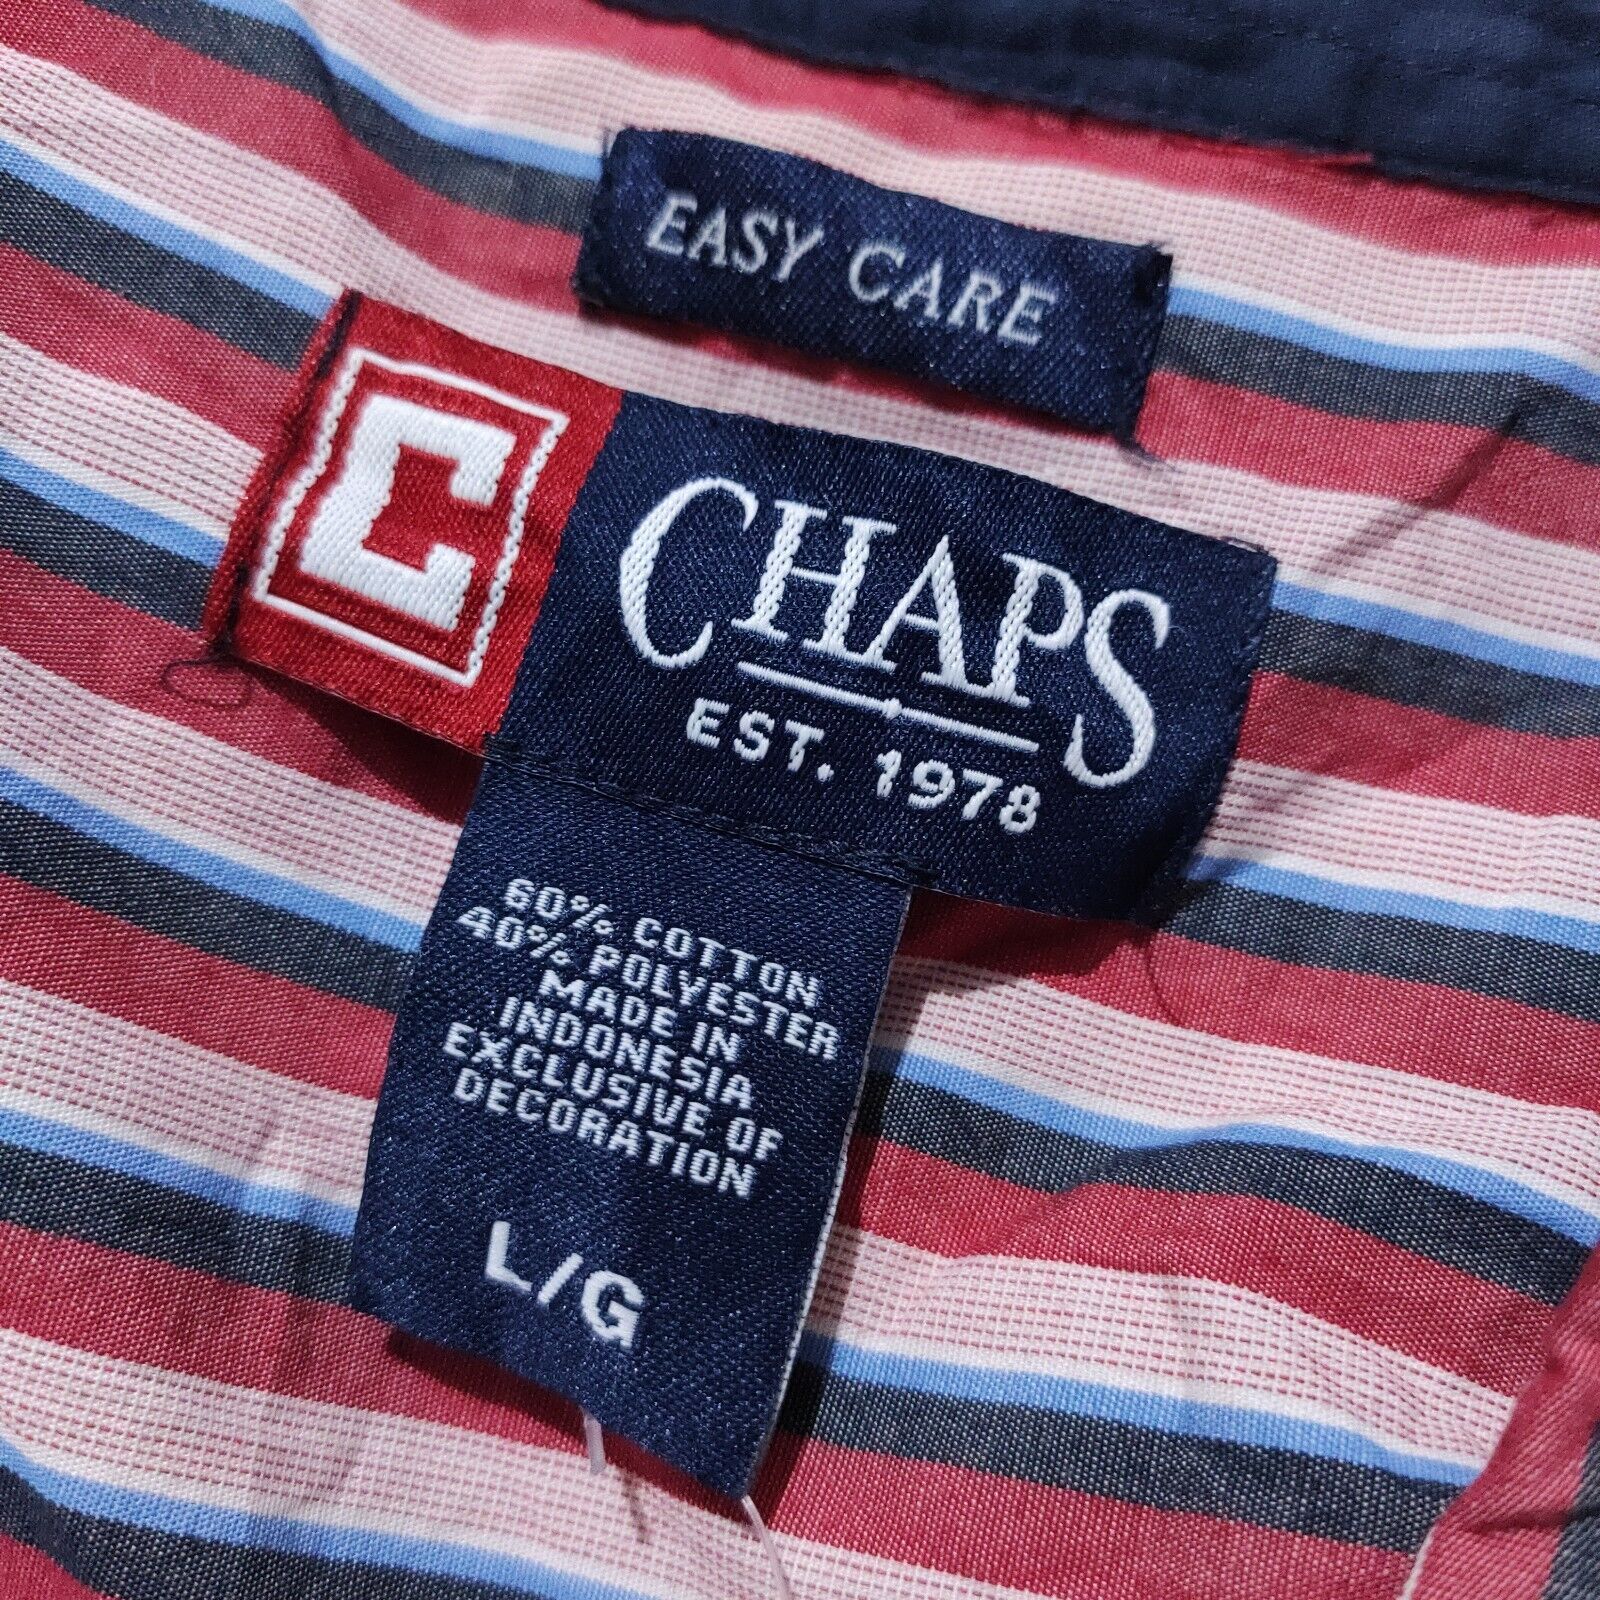 EASY CARE
C
CHAPS
EST. 1978
60% COTTON
40% POLYESTER
MADE IN
INDONESIA
EXCLUSIVE OF
DECORATION
L/G